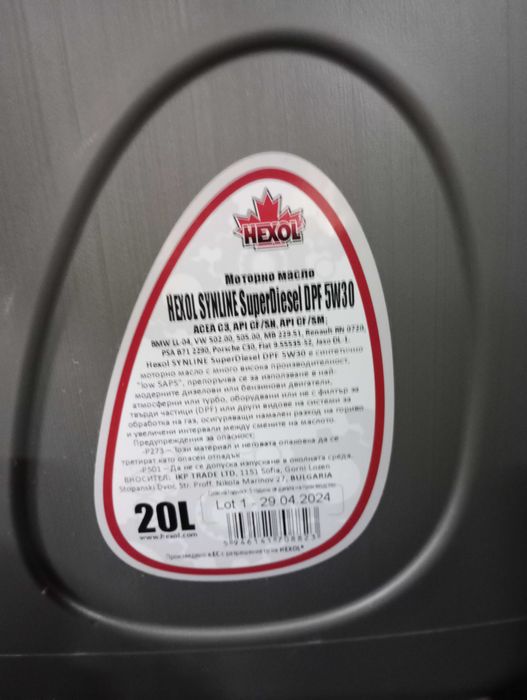 HEXOL
Моторно масло
HEXOL SYNLINE SuperDiesel DPF 5W30
ACEA C3, API CF/SN, API CF/SM,
BMW LL-04, VW 502.00, 505.00, MB 229.51, Renault RN 0720,
PSA B71 2290, Porsche C30, Fiat 9.55535-S2, Jaso DL-1.
Hexol SYNLINE SuperDiesel DPF 5W30 е синтетично
моторно масло с много висока производителност,
"low SAPS", препоръчва се за използване в най-
модерните дизелови или бензинови двигатели,
атмосферни или турбо, оборудвани или не с филтър за
твърди частици (DPF) или други видове на системи за
обработка на газ, осигуряващи намален разход на гориво
и увеличени интервали между смените на маслото
Предупреждения за опасност:
-P273 - Този материал и неговата опаковка да се
третират като опасен отпадък
-P501 - Да не се допуска изпускане в околната среда.
ВНОСИТЕЛ: IKP TRADE LTD, 1151 Sofia, Gorni Lozen
Stopanski Dvor, Str. Proff. Nikola Marinov 27, BULGARIA
Lot 1 - 29 04.2024
20L
www.hexol.com
5946141708823
Произведено в ЕС с разрешението на HEXOL®